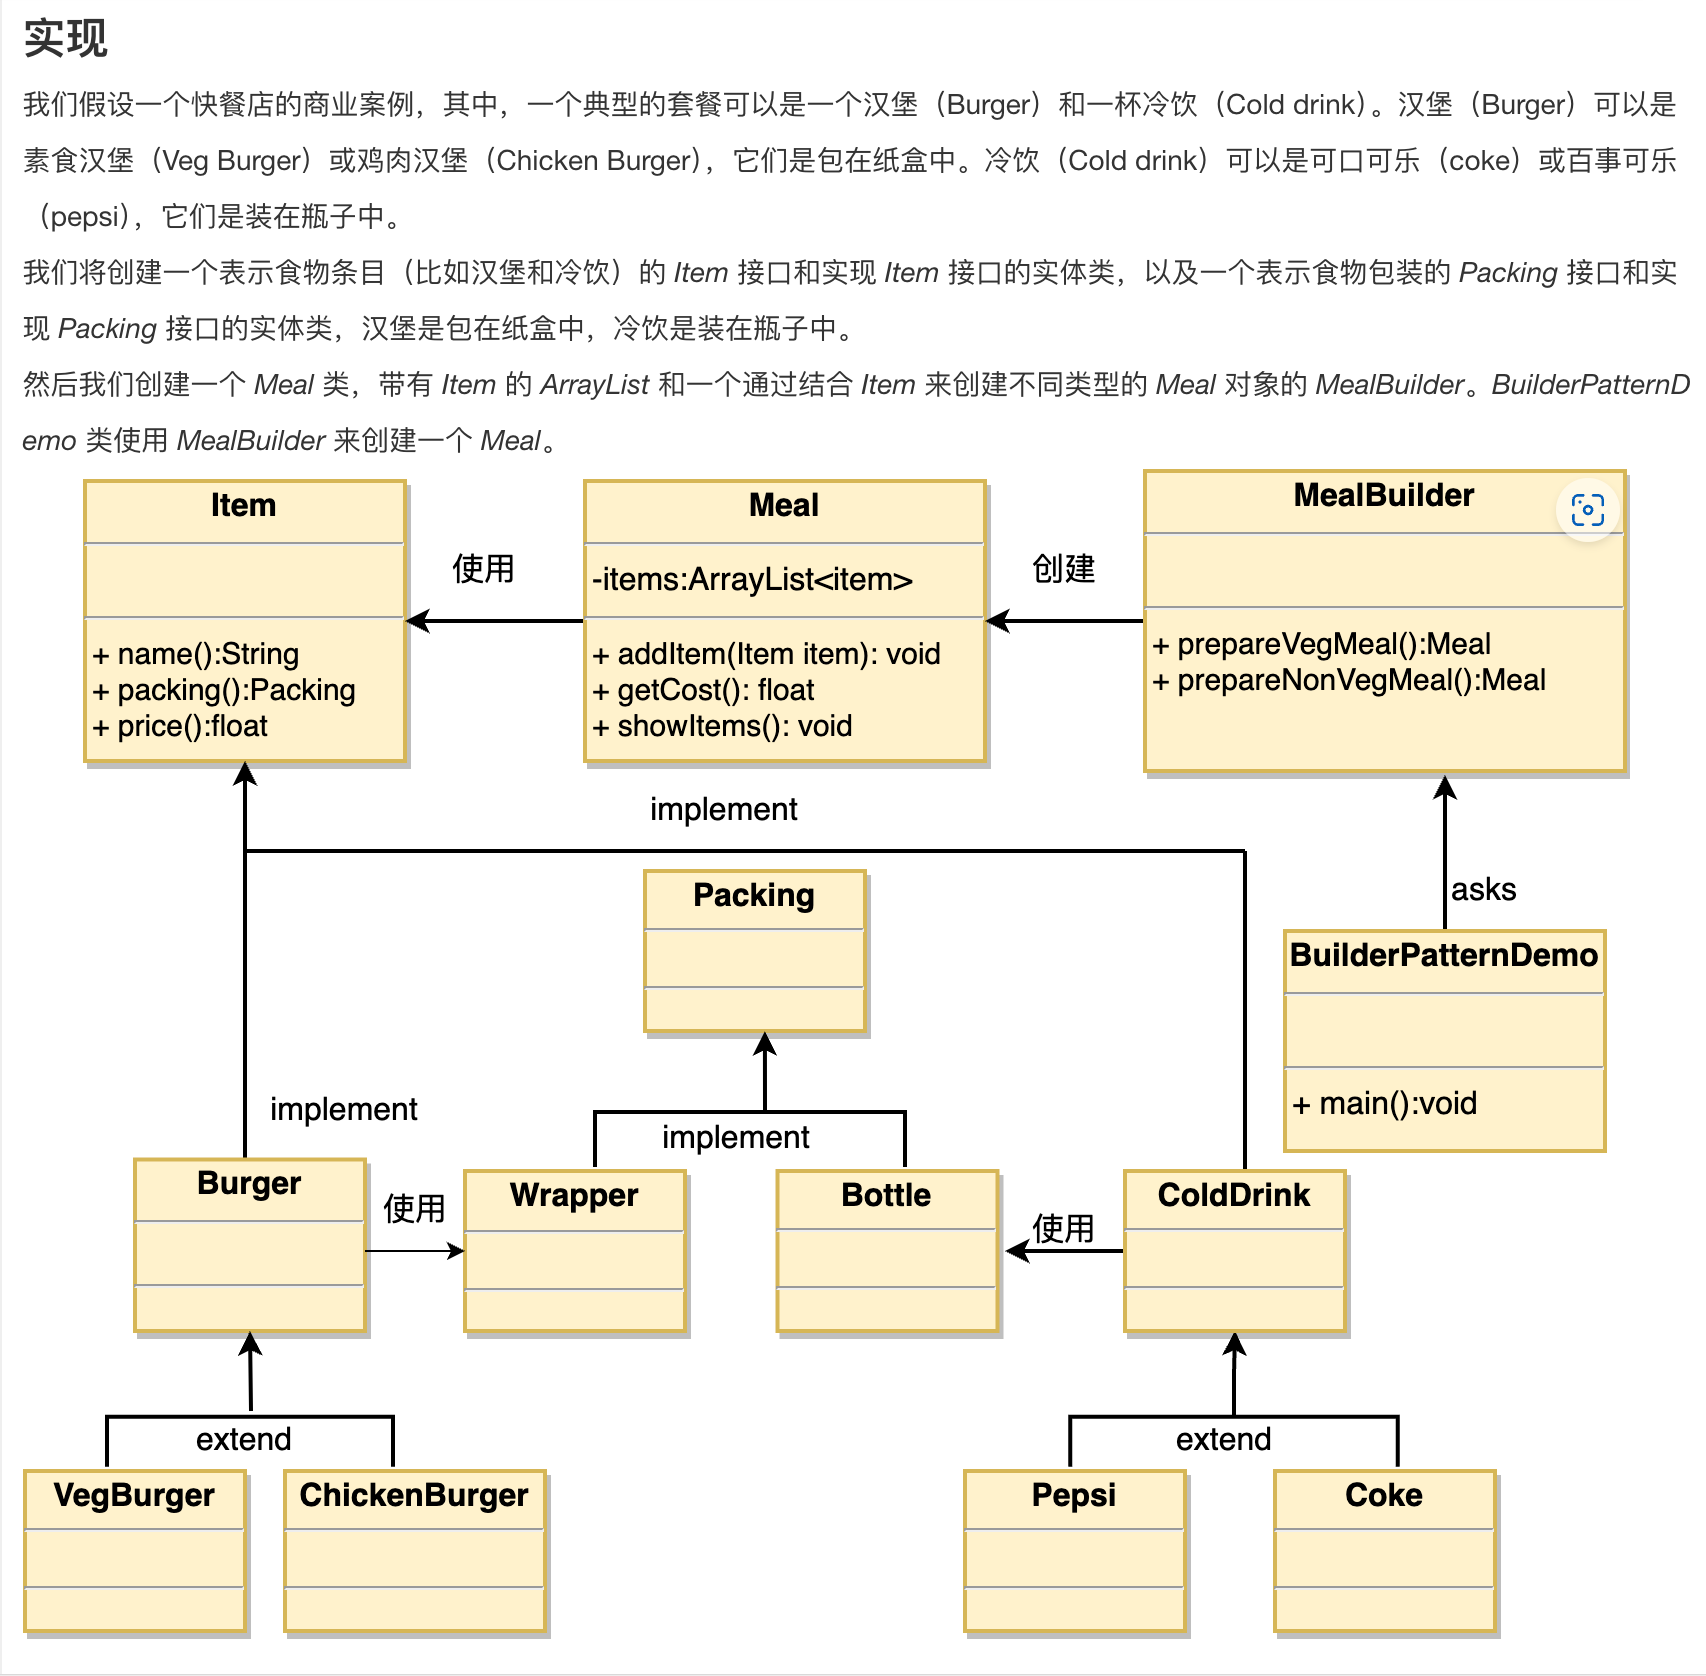 实现
我们假设一个快餐店的商业案例，其中，一个典型的套餐可以是一个汉堡（Burger）和一杯冷饮（Cold drink）。汉堡（Burger）可以是
素食汉堡（Veg Burger）或鸡肉汉堡（Chicken Burger），它们是包在纸盒中。冷饮（Cold drink）可以是可口可乐（coke）或百事可乐
（pepsi），它们是装在瓶子中。
我们将创建一个表示食物条目（比如汉堡和冷饮）的 Item 接口和实现 Item 接口的实体类，以及一个表示食物包装的 Packing 接口和实
现 Packing 接口的实体类，汉堡是包在纸盒中，冷饮是装在瓶子中。
然后我们创建一个 Meal 类，带有 Item 的 ArrayList 和一个通过结合 Item 来创建不同类型的 Meal 对象的 MealBuilder。BuilderPatternD
emo 类使用 MealBuilder 来创建一个 Meal。
Item
+ name():String
+ packing():Packing
+ price():float
使用
Meal
-items:ArrayList<item>
+ addItem(Item item): void
+ getCost(): float
+ showItems(): void
创建
MealBuilder
+ prepareVegMeal():Meal
+ prepareNonVegMeal():Meal
implement
Packing
asks
BuilderPatternDemo
+ main():void
implement
implement
Burger
使用
Wrapper
Bottle
使用
ColdDrink
extend
extend
VegBurger
ChickenBurger
Pepsi
Coke